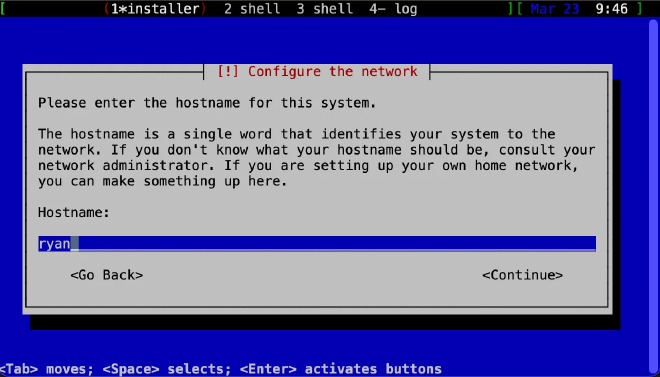 [ (1*installer) 2 shell 3 shell 4- log ][ Mar 23 9:46 ]
[!] Configure the network
Please enter the hostname for this system.
The hostname is a single word that identifies your system to the
network. If you don't know what your hostname should be, consult your
network administrator. If you are setting up your own home network,
you can make something up here.
Hostname:
ryan
<Go Back> <Continue>
<Tab> moves; <Space> selects; <Enter> activates buttons